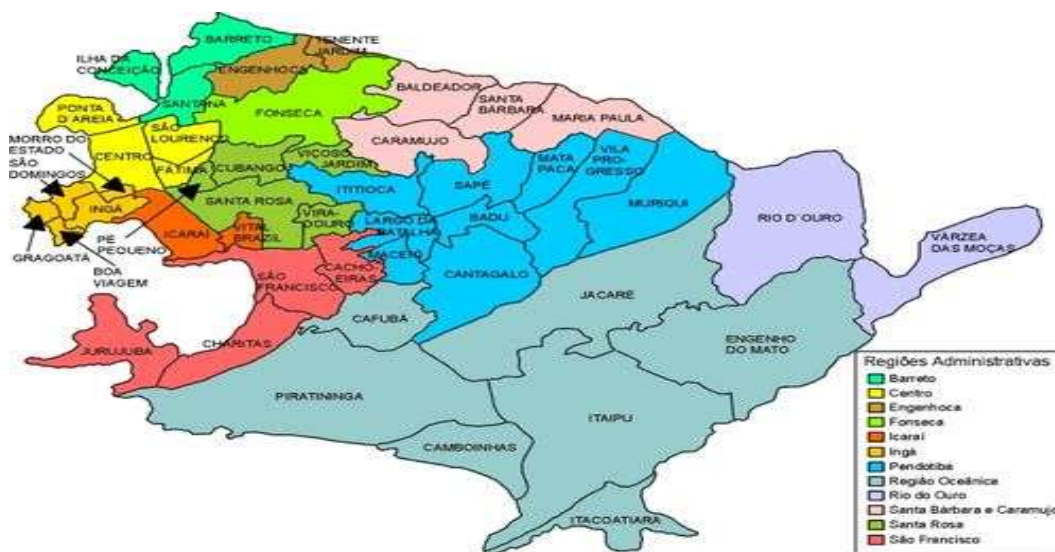 BARRETO
TENENTE
JARDIM
ILHA DA
CONCEIÇÃO
ENGENHOCA
BALDEADOR
SANTANA
SANTA
BÁRBARA
PONTA
D'AREIA
FONSECA
MARIA PAULA
SÃO
LOURENÇO
MORRO DO
ESTADO
CARAMUJO
SÃO
DOMINGOS
CENTRO
VIÇOSO
JARDIM
MATA
PACA
VILA
PRO-
GRESSO
FÁTIMA
CUBANGO
ITITIOCA
SAPÊ
SANTA ROSA
MURIQUI
INGÁ
VIRA-
DOURO
LARGO DA
BATALHA
BADU
RIO D'OURO
VÁRZEA
DAS MOÇAS
PÉ
PEQUENO
ICARAÍ
VITAL
BRAZIL
GRAGOATÁ
BOA
VIAGEM
MACEIÓ
SÃO
FRANCISCO
CACHO-
EIRAS
CANTAGALO
JACARÉ
CAFUBÁ
ENGENHO
DO MATO
JURUJUBA
CHARITAS
PIRATININGA
ITAIPU
CAMBOINHAS
ITACOATIARA
Regiões Administrativas
Barreto
Centro
Engenhoca
Fonseca
Icaraí
Ingá
Pendotiba
Região Oceânica
Rio do Ouro
Santa Bárbara e Caramujo
Santa Rosa
São Francisco